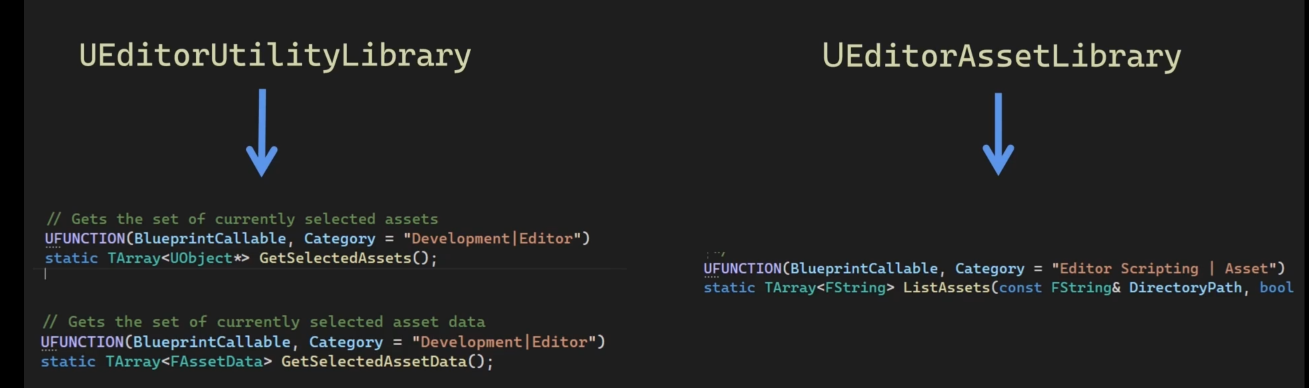 UEditorUtilityLibrary
// Gets the set of currently selected assets
UFUNCTION(BlueprintCallable, Category = "Development|Editor")
static TArray<UObject*> GetSelectedAssets();
// Gets the set of currently selected asset data
UFUNCTION(BlueprintCallable, Category = "Development|Editor")
static TArray<FAssetData> GetSelectedAssetData();
UEditorAssetLibrary
UFUNCTION(BlueprintCallable, Category = "Editor Scripting | Asset")
static TArray<FString> ListAssets(const FString& DirectoryPath, bool